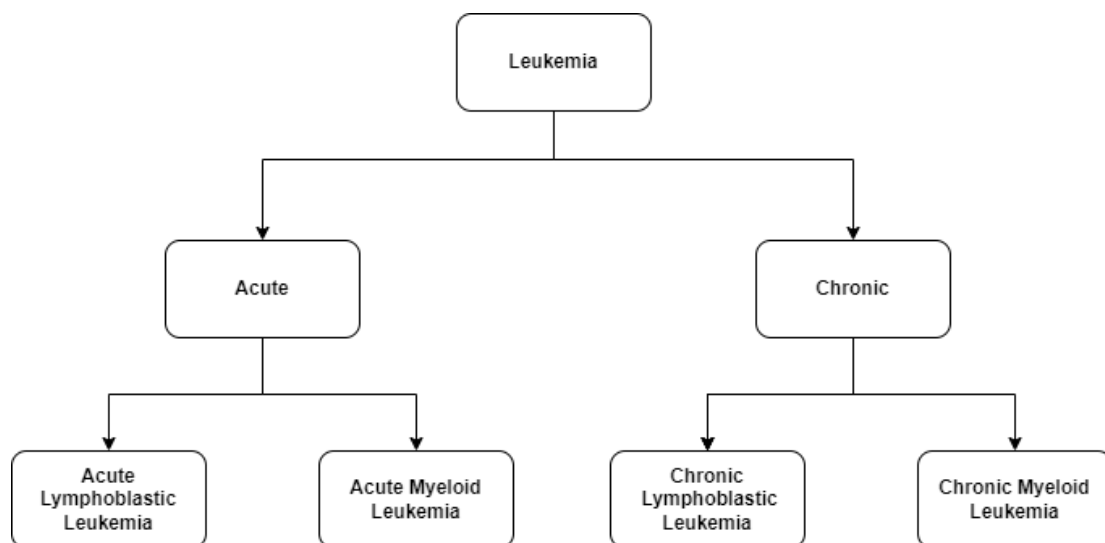 Leukemia
Acute
Chronic
Acute
Lymphoblastic
Leukemia
Acute Myeloid
Leukemia
Chronic
Lymphoblastic
Leukemia
Chronic Myeloid
Leukemia